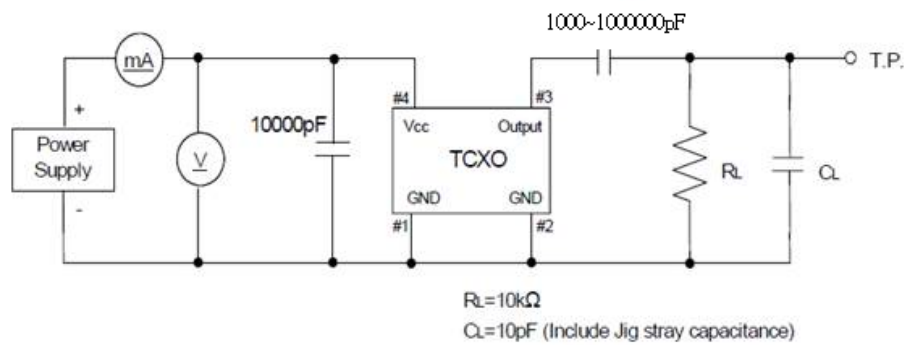 1000~1000000pF
mA
#4
#3
T.P.
+
10000pF
Vcc
Output
Power
Supply
V
TCXO
RL
CL
GND
GND
-
#1
#2
RL=10kΩ
CL=10pF (Include Jig stray capacitance)